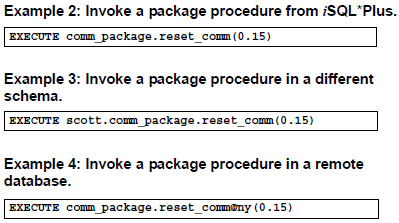 Example 2: Invoke a package procedure from iSQL*Plus.
EXECUTE comm_package.reset_comm(0.15)
Example 3: Invoke a package procedure in a different
schema.
EXECUTE scott.comm_package.reset_comm(0.15)
Example 4: Invoke a package procedure in a remote
database.
EXECUTE comm_package.reset_comm@ny(0.15)